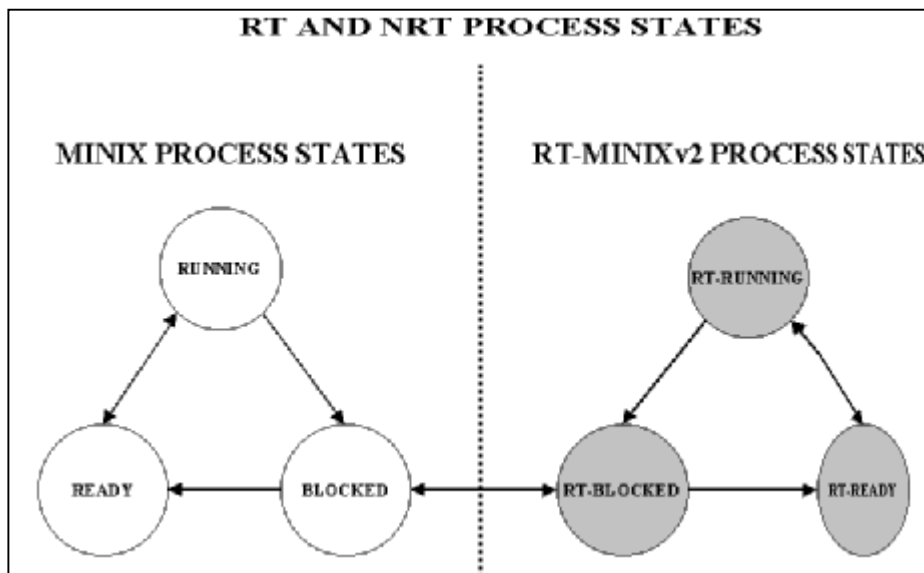 RT AND NRT PROCESS STATES
MINIX PROCESS STATES
RT-MINIXv2 PROCESS STATES
RUNNING
RT-RUNNING
READY
BLOCKED
RT-BLOCKED
RT-READY